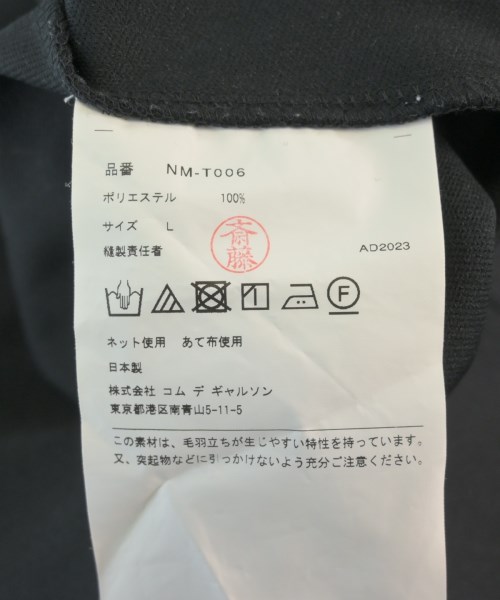 品番 NM-T006
ポリエステル 100%
サイズ L
縫製責任者 斎藤 AD2023
F
ネット使用 あて布使用
日本製
株式会社 コム デ ギャルソン
東京都港区南青山5-11-5
この素材は、毛羽立ちが生じやすい特性を持っています。
又、突起物などに引っかけないよう充分ご注意ください。